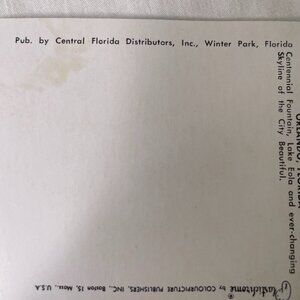 Pub. by Central Florida Distributors, Inc., Winter Park, Florida
ORLANDO, FLORIDA
Centennial Fountain, Lake Eola and ever-changing
Skyline of the City Beautiful.
Plastichrome ® by COLOURPICTURE PUBLISHERS, INC., Boston 15, Mass., U.S.A